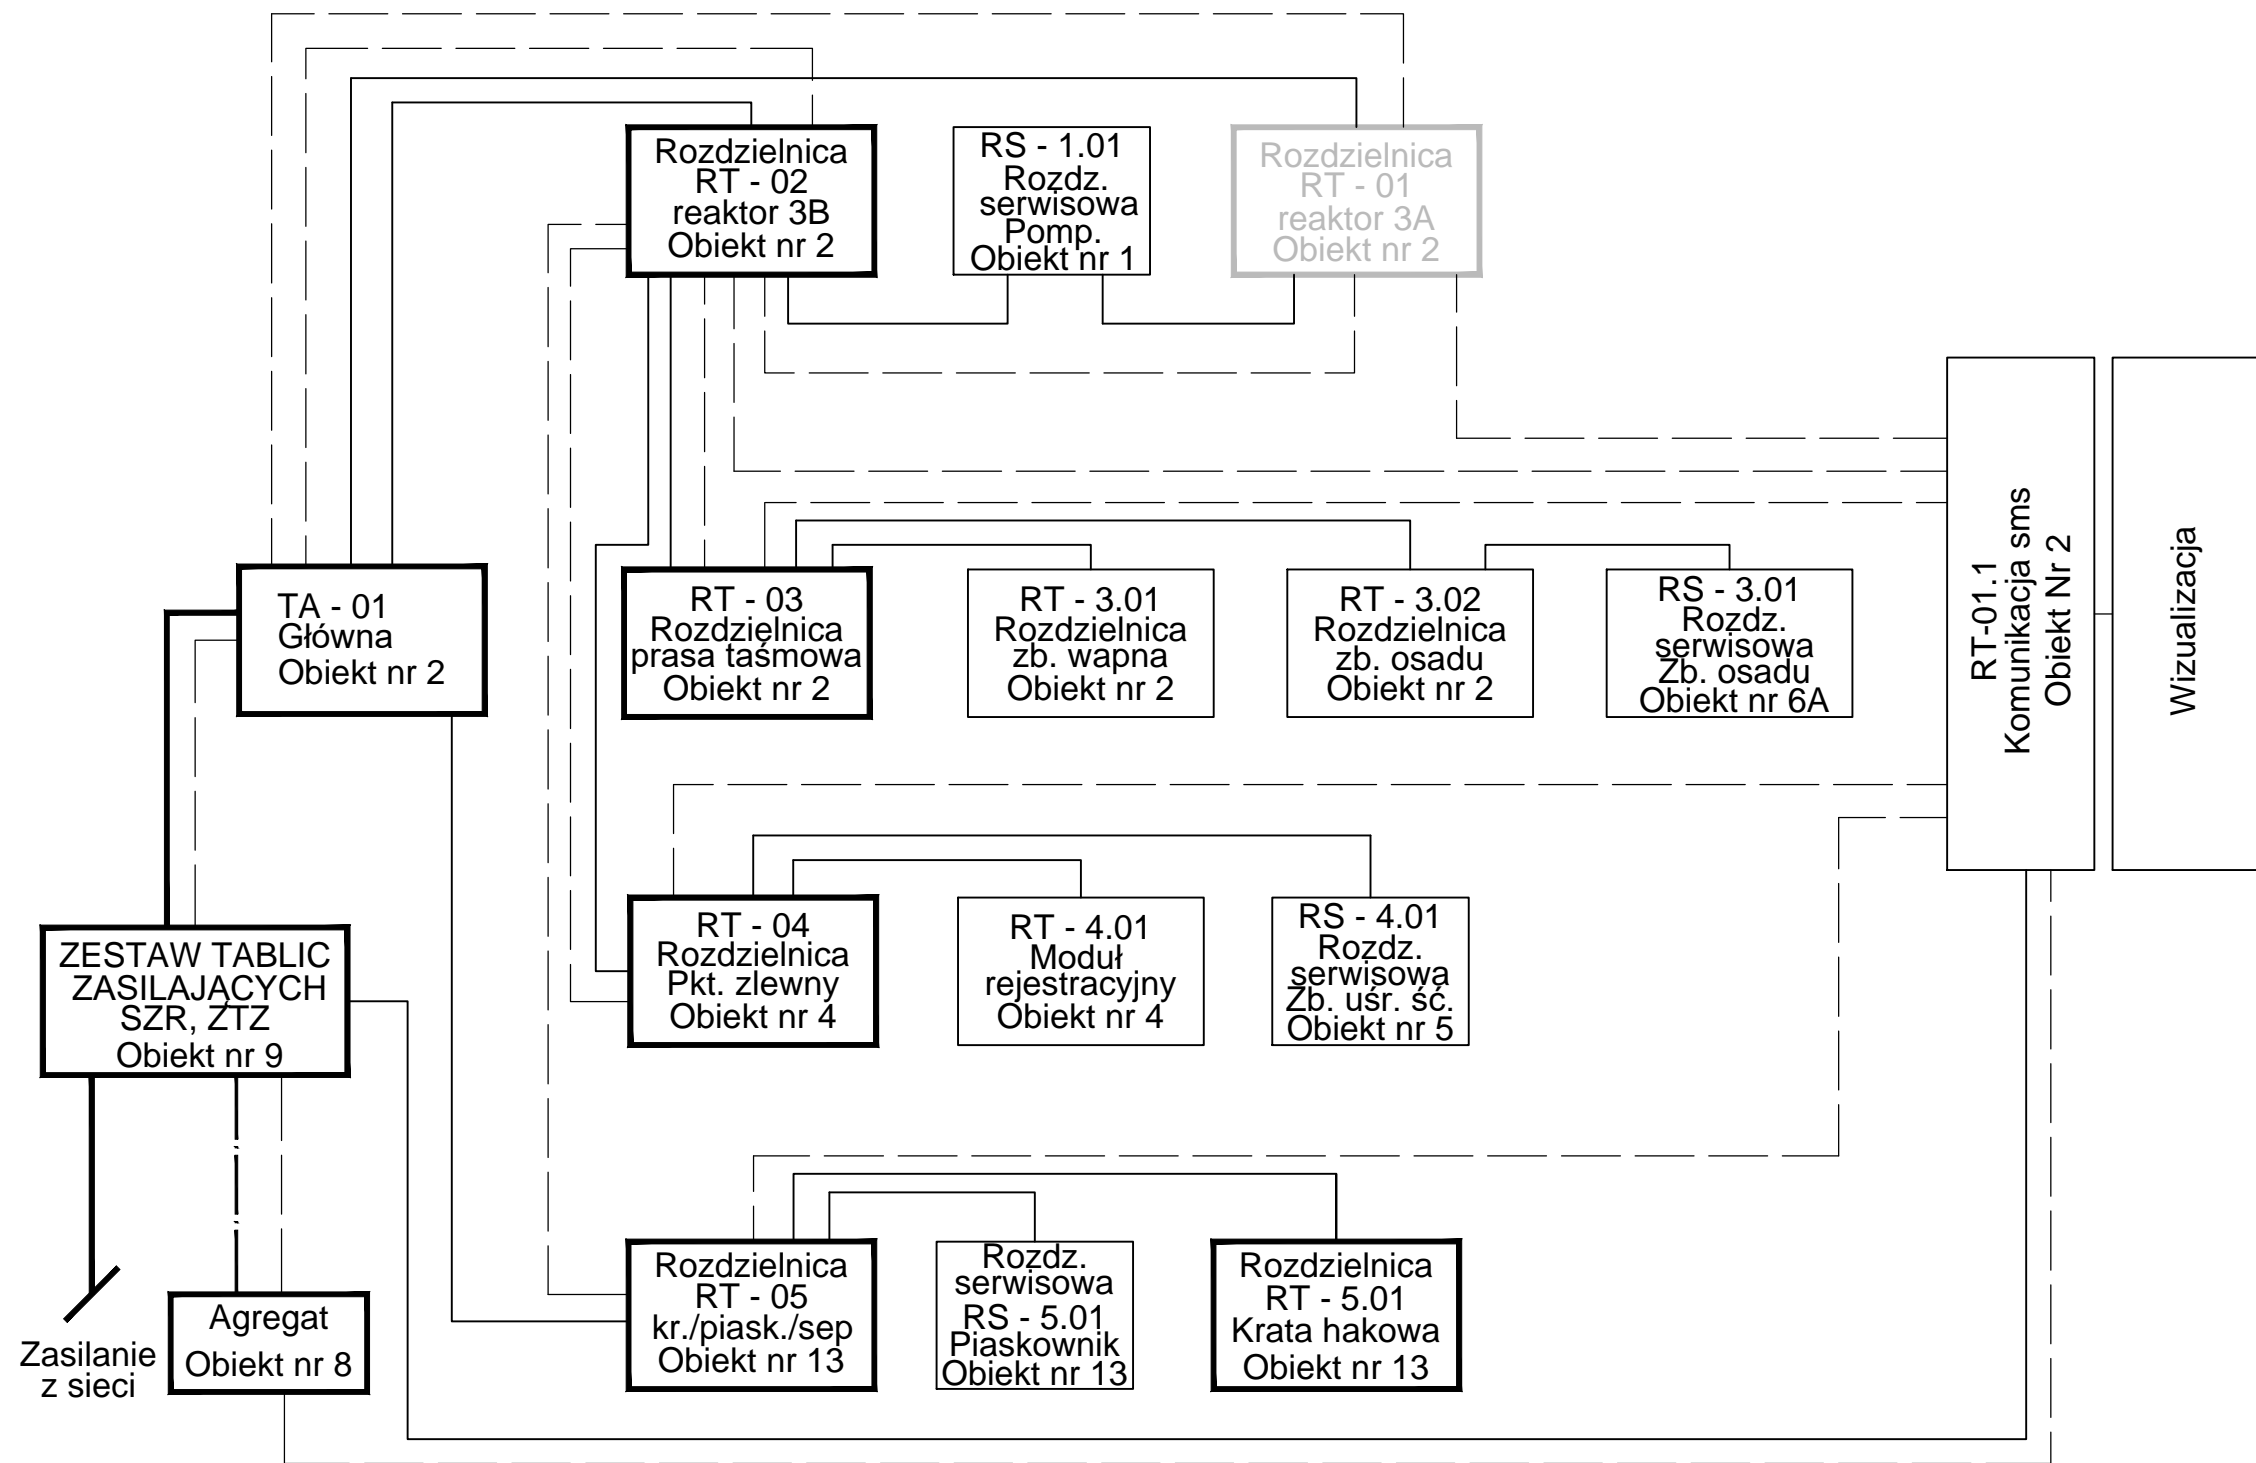 Rozdzielnica
RT - 02
reaktor 3B
Obiekt nr 2
RS - 1.01
Rozdz.
serwisowa
Pomp.
Obiekt nr 1
Rozdzielnica
RT - 01
reaktor 3A
Obiekt nr 2
TA - 01
Główna
Obiekt nr 2
RT - 03
Rozdzielnica
prasa taśmowa
Obiekt nr 2
RT - 3.01
Rozdzielnica
zb. wapna
Obiekt nr 2
RT - 3.02
Rozdzielnica
zb. osadu
Obiekt nr 2
RS - 3.01
Rozdz.
serwisowa
Zb. osadu
Obiekt nr 6A
RT-01.1
Komunikacja sms
Obiekt Nr 2
Wizualizacja
ZESTAW TABLIC
ZASILAJĄCYCH
SZR, ZTZ
Obiekt nr 9
RT - 04
Rozdzielnica
Pkt. zlewny
Obiekt nr 4
RT - 4.01
Moduł
rejestracyjny
Obiekt nr 4
RS - 4.01
Rozdz.
serwisowa
Zb. uśr. ść.
Obiekt nr 5
Zasilanie
z sieci
Agregat
Obiekt nr 8
Rozdzielnica
RT - 05
kr./piask./sep
Obiekt nr 13
Rozdz.
serwisowa
RS - 5.01
Piaskownik
Obiekt nr 13
Rozdzielnica
RT - 5.01
Krata hakowa
Obiekt nr 13